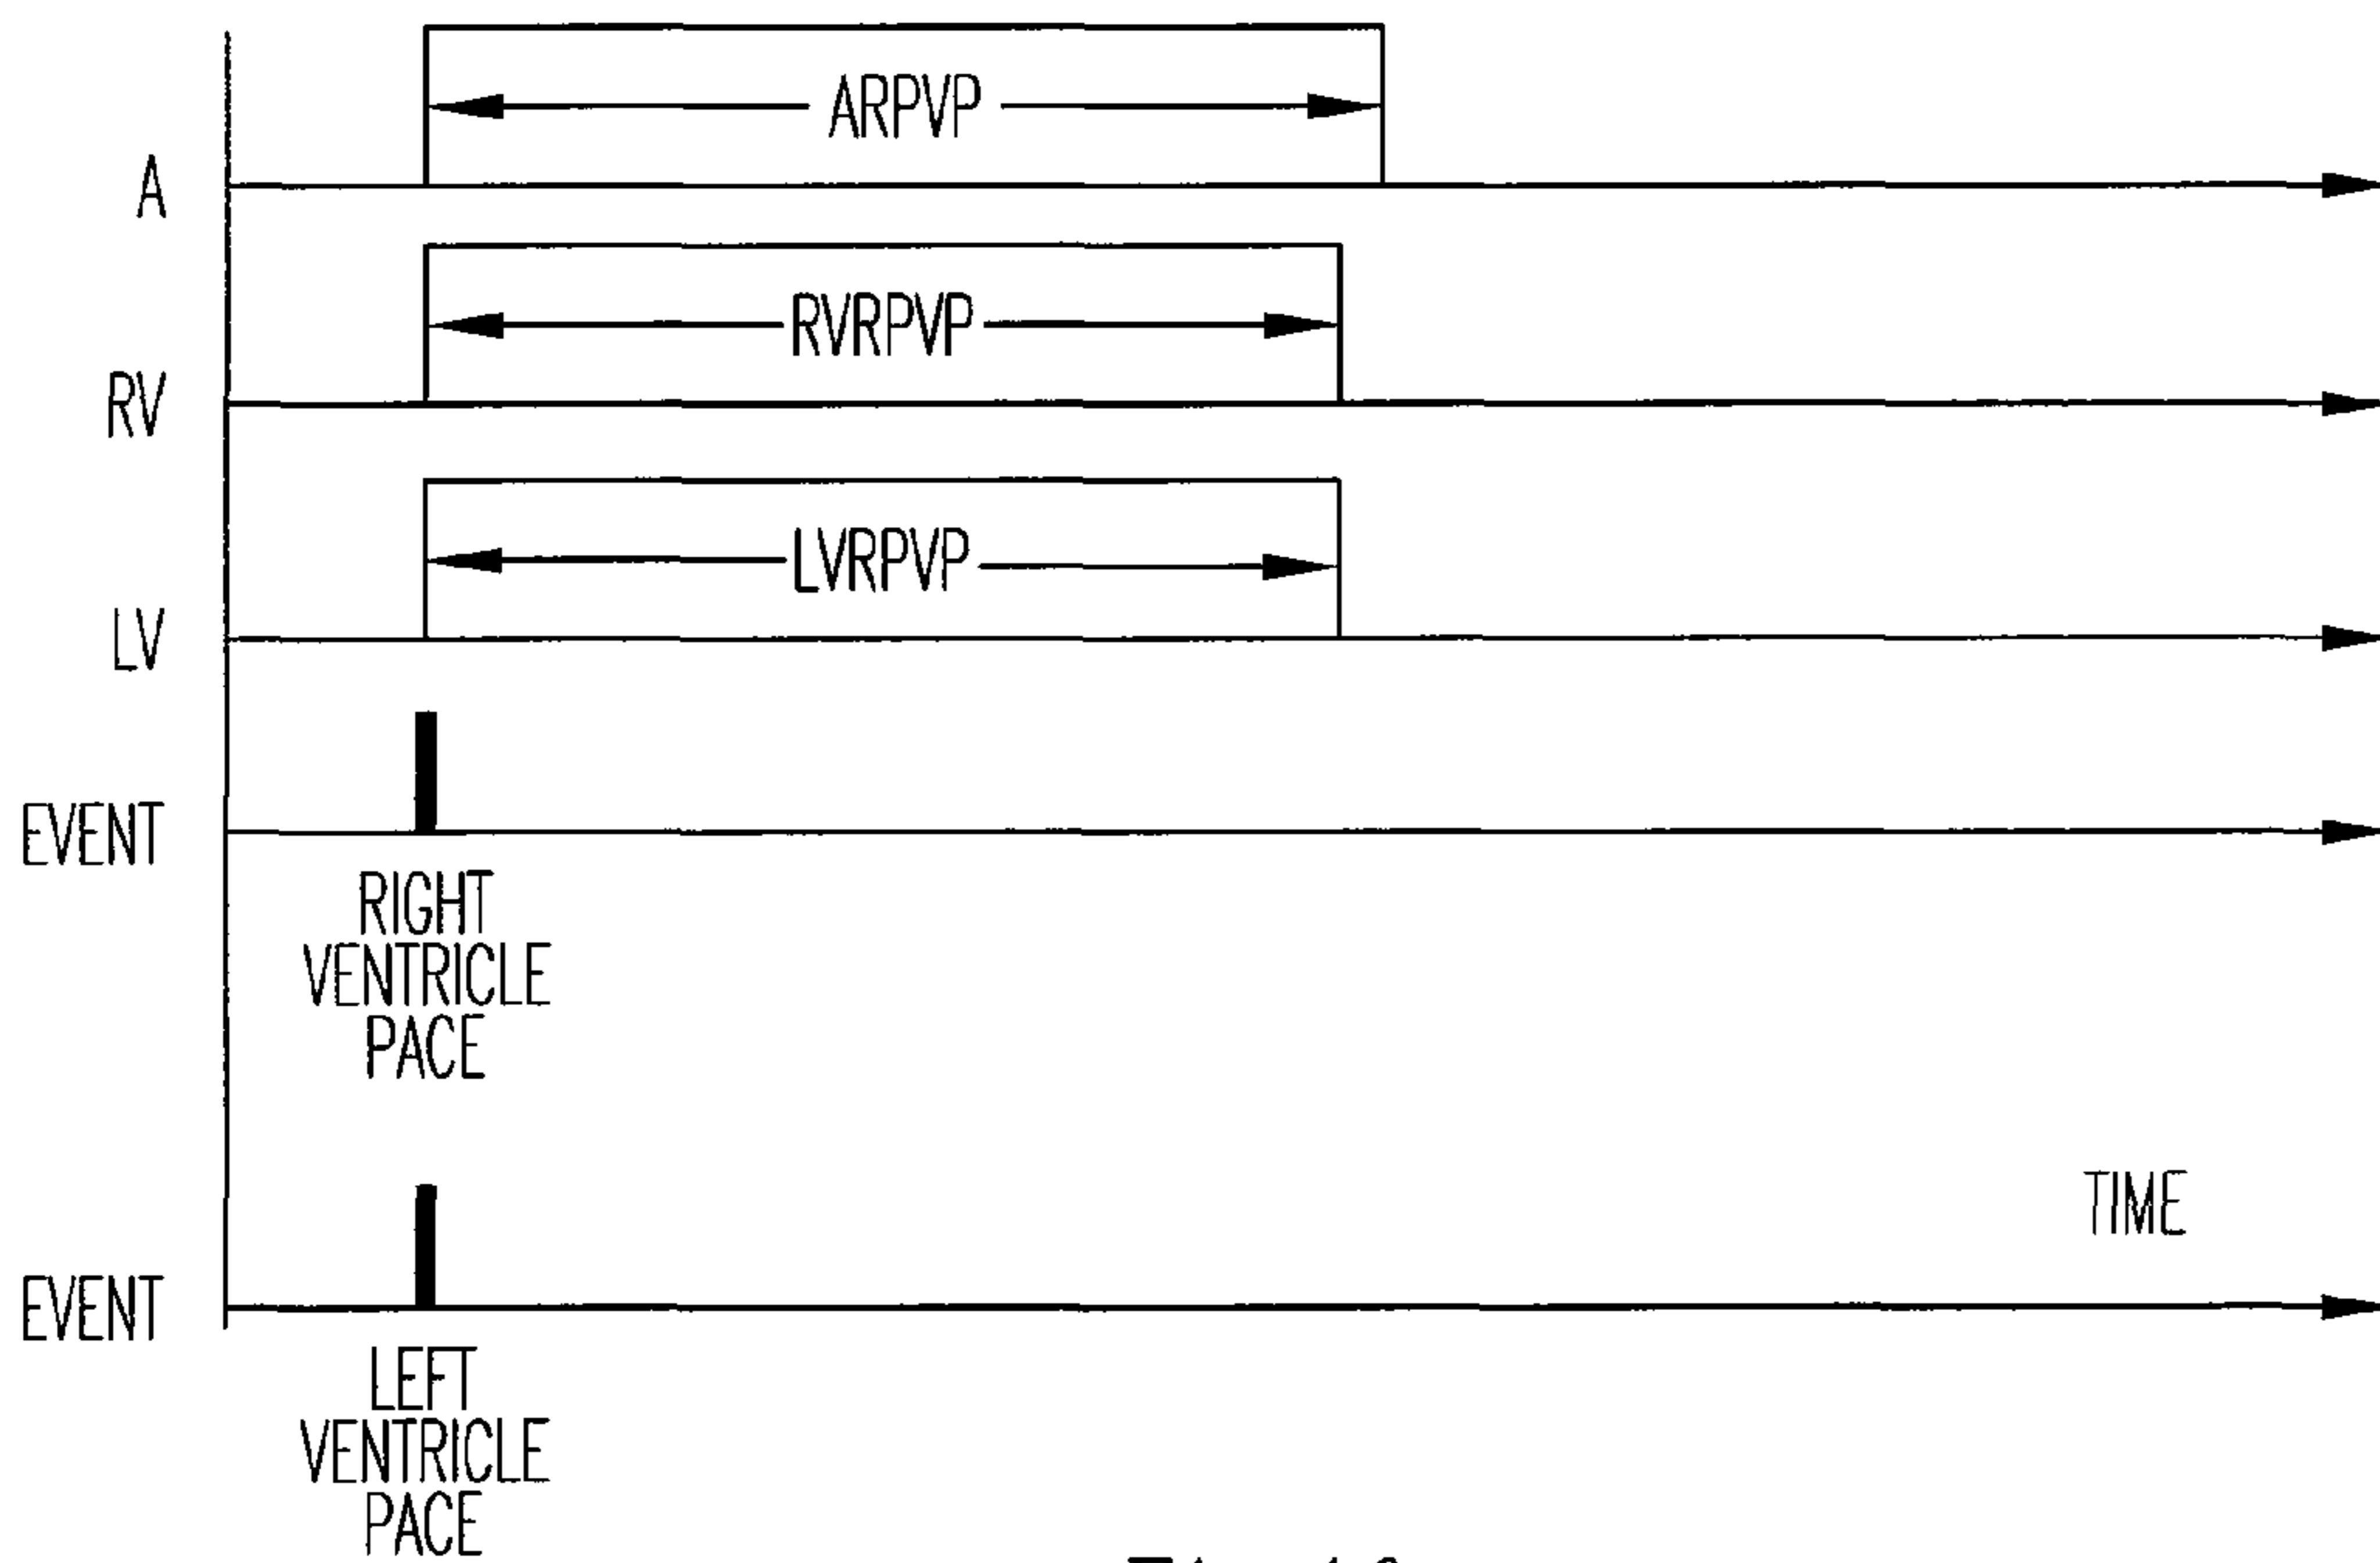 ARPVP
A
RVRPVP
RV
LVRPVP
LV
EVENT
RIGHT
VENTRICLE
PACE
TIME
EVENT
LEFT
VENTRICLE
PACE